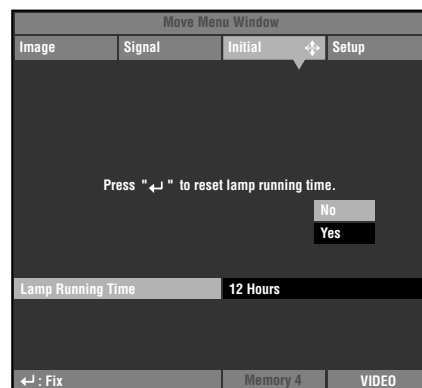 Move Menu Window
Image Signal Initial Setup
Press "↵" to reset lamp running time.
No
Yes
Lamp Running Time 12 Hours
↵ : Fix Memory 4 VIDEO